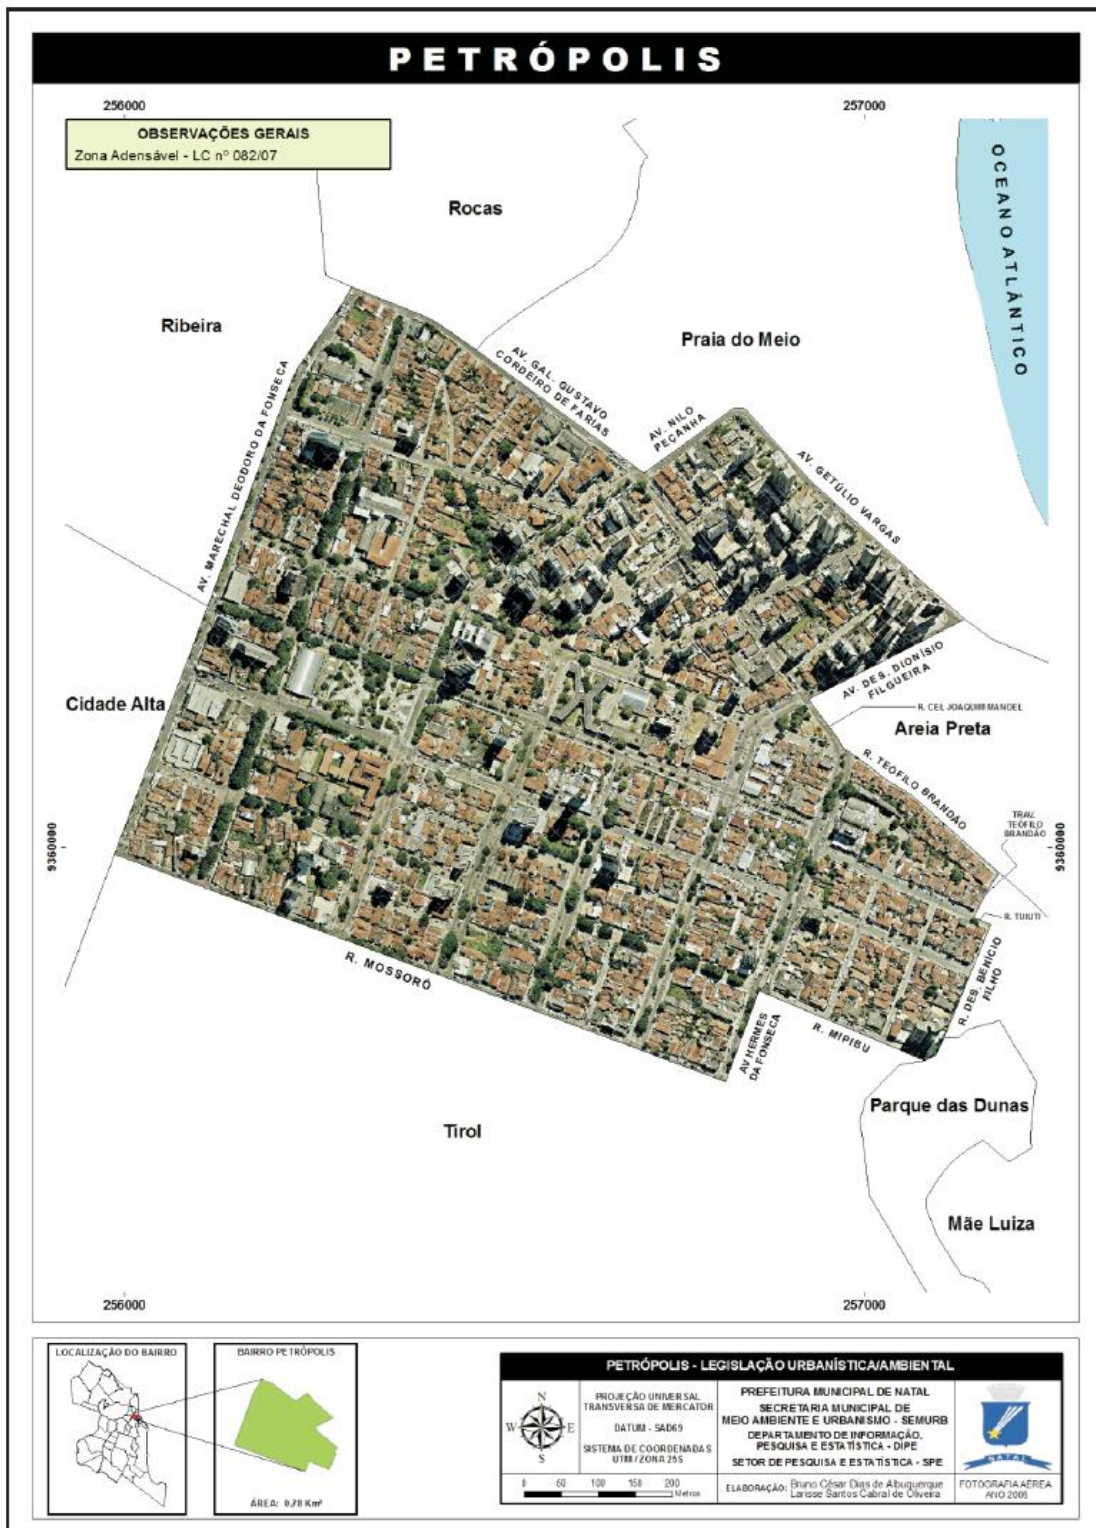 PETRÓPOLIS
256000
257000
OBSERVAÇÕES GERAIS
Zona Adensável - LC nº 082/07
OCEANO ATLÂNTICO
Rocas
Ribeira
Praia do Meio
AV. GAL. GUSTAVO
CORDEIRO DE FARIAS
AV. NILO
PEÇANHA
AV. GETÚLIO VARGAS
AV. MARECHAL DEODORO DA FONSECA
AV. DES. DIONÍSIO
FILGUEIRA
Cidade Alta
R. CEL JOAQUIM MANOEL
Areia Preta
R. TEÓFILO BRANDÃO
TRAV.
TEÓFILO
BRANDÃO
9360000
9360000
R. TUIUTI
R. DES. BENÍCIO
FILHO
R. MOSSORÓ
AV HERMES
DA FONSECA
R. MIPIBU
Parque das Dunas
Tirol
Mãe Luiza
256000
257000
LOCALIZAÇÃO DO BAIRRO
BAIRRO PETRÓPOLIS
ÁREA: 0,78 Km²
PETRÓPOLIS - LEGISLAÇÃO URBANÍSTICA/AMBIENTAL
N
W
E
S
PROJEÇÃO UNIVERSAL
TRANSVERSA DE MERCATOR
DATUM - SAD69
SISTEMA DE COORDENADAS
UTM / ZONA 25S
0 50 100 150 200
Metros
PREFEITURA MUNICIPAL DE NATAL
SECRETARIA MUNICIPAL DE
MEIO AMBIENTE E URBANISMO - SEMURB
DEPARTAMENTO DE INFORMAÇÃO,
PESQUISA E ESTATÍSTICA - DIPE
SETOR DE PESQUISA E ESTATÍSTICA - SPE
ELABORAÇÃO: Bruno César Dias de Albuquerque
Larisse Santos Cabral de Oliveira
NATAL
FOTOGRAFIA AÉREA
ANO 2006